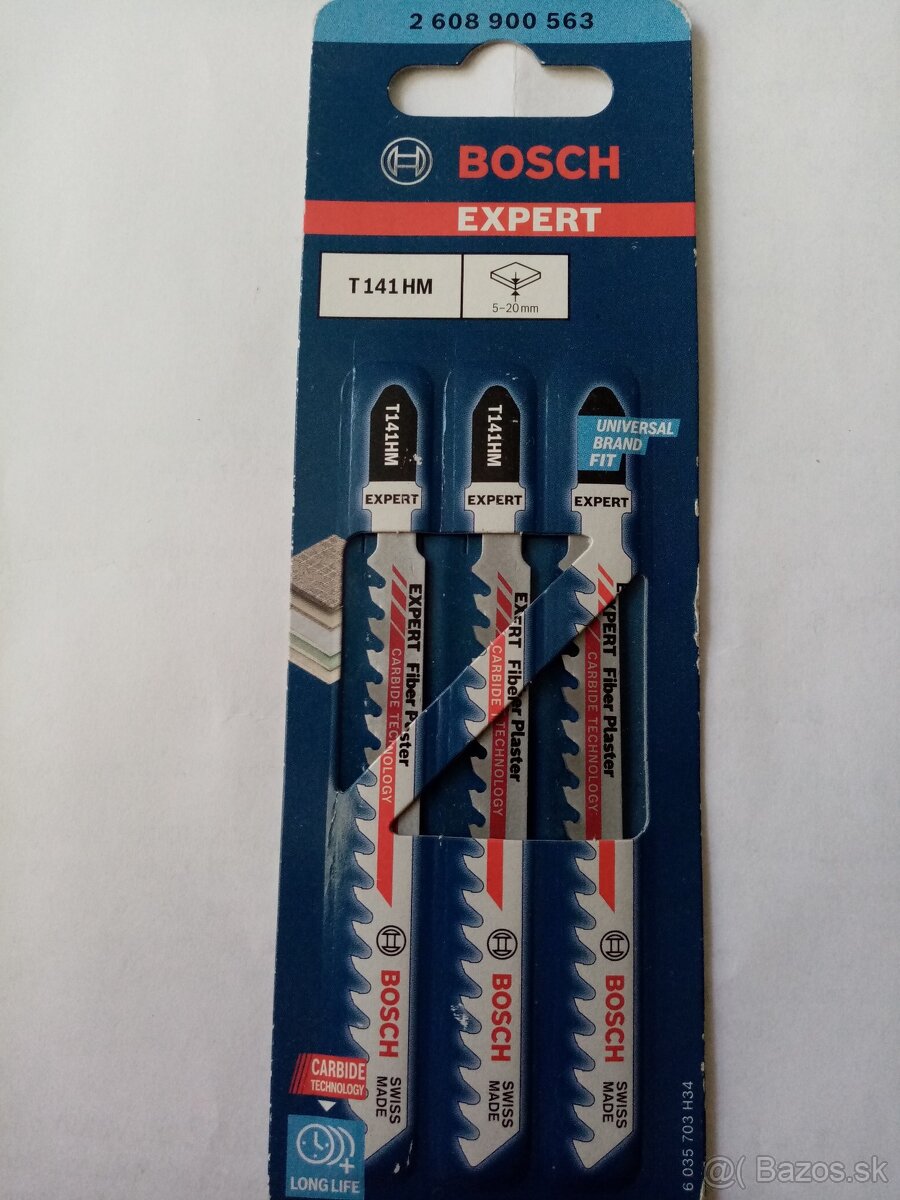 2 608 900 563
BOSCH
EXPERT
T 141 HM
5-20 mm
T141HM
T141HM
UNIVERSAL
BRAND
FIT
EXPERT
EXPERT
EXPERT
EXPERT Fiber Plaster
CARBIDE TECHNOLOGY
EXPERT Fiber Plaster
CARBIDE TECHNOLOGY
EXPERT Fiber Plaster
CARBIDE TECHNOLOGY
BOSCH
SWISS
MADE
BOSCH
SWISS
MADE
BOSCH
SWISS
MADE
CARBIDE
TECHNOLOGY
LONG LIFE
6 035 703 H34
@( Bazos.sk